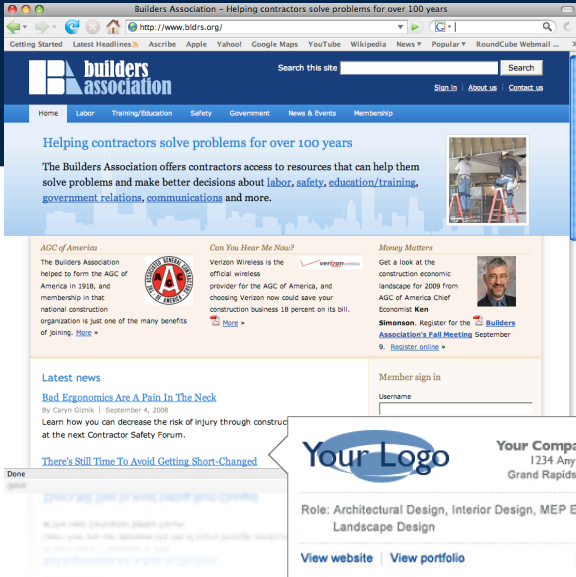 Builders Association – Helping contractors solve problems for over 100 years
http://www.bldrs.org/
G
Getting Started Latest Headlines Ascribe Apple Yahoo! Google Maps YouTube Wikipedia News Popular RoundCube Webmail ...
builders
association
Search this site
Search
Sign in | About us | Contact us
Home Labor Training/Education Safety Government News & Events Membership
Helping contractors solve problems for over 100 years
The Builders Association offers contractors access to resources that can help them
solve problems and make better decisions about labor, safety, education/training,
government relations, communications and more.
AGC of America
The Builders Association
helped to form the AGC of
America in 1918, and
membership in that
national construction
organization is just one of the many benefits
of joining. More »
THE ASSOCIATED GENERAL CONTRACTORS
AGC
OF AMERICA
Can You Hear Me Now?
Verizon Wireless is the
official wireless
provider for the AGC of America, and
choosing Verizon now could save your
construction business 18 percent on its bill.
More »
verizon
Money Matters
Get a look at the
construction economic
landscape for 2009 from
AGC of America Chief
Economist Ken
Simonson. Register for the Builders
Association's Fall Meeting September
9. Register online »
Latest news
Bad Ergonomics Are A Pain In The Neck
By Caryn Giznik | September 4, 2008
Learn how you can decrease the risk of injury through construc
at the next Contractor Safety Forum.
There's Still Time To Avoid Getting Short-Changed
Member sign in
Username
Done
Your Logo
Your Compa
1234 Any
Grand Rapids
Role: Architectural Design, Interior Design, MEP E
Landscape Design
View website | View portfolio